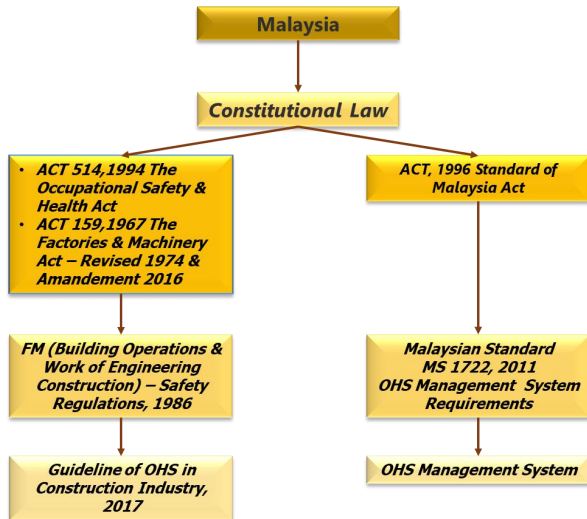 Malaysia
Constitutional Law
• ACT 514,1994 The
Occupational Safety &
Health Act
• ACT 159,1967 The
Factories & Machinery
Act – Revised 1974 &
Amandement 2016
ACT, 1996 Standard of
Malaysia Act
FM (Building Operations &
Work of Engineering
Construction) – Safety
Regulations, 1986
Malaysian Standard
MS 1722, 2011
OHS Management System
Requirements
Guideline of OHS in
Construction Industry,
2017
OHS Management System